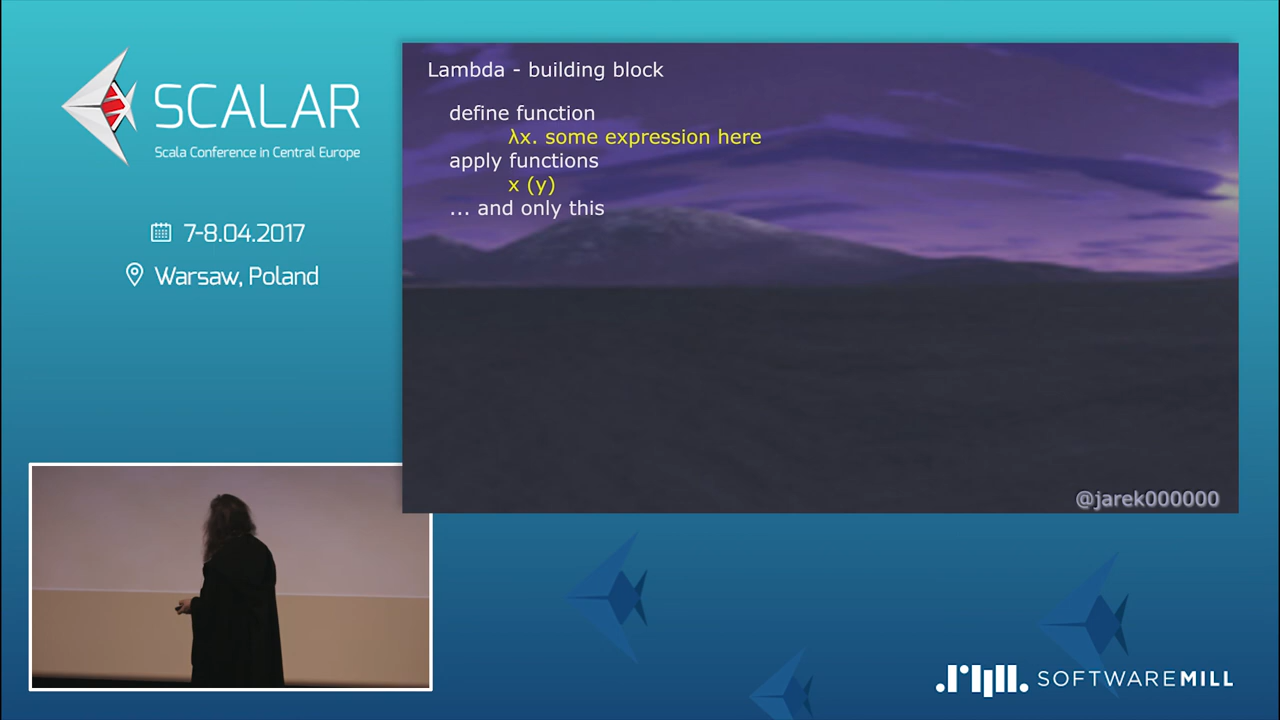 SCALAR
Scala Conference in Central Europe
7-8.04.2017
Warsaw, Poland
Lambda - building block
define function
λx. some expression here
apply functions
x (y)
... and only this
@jarek000000
SOFTWAREMILL